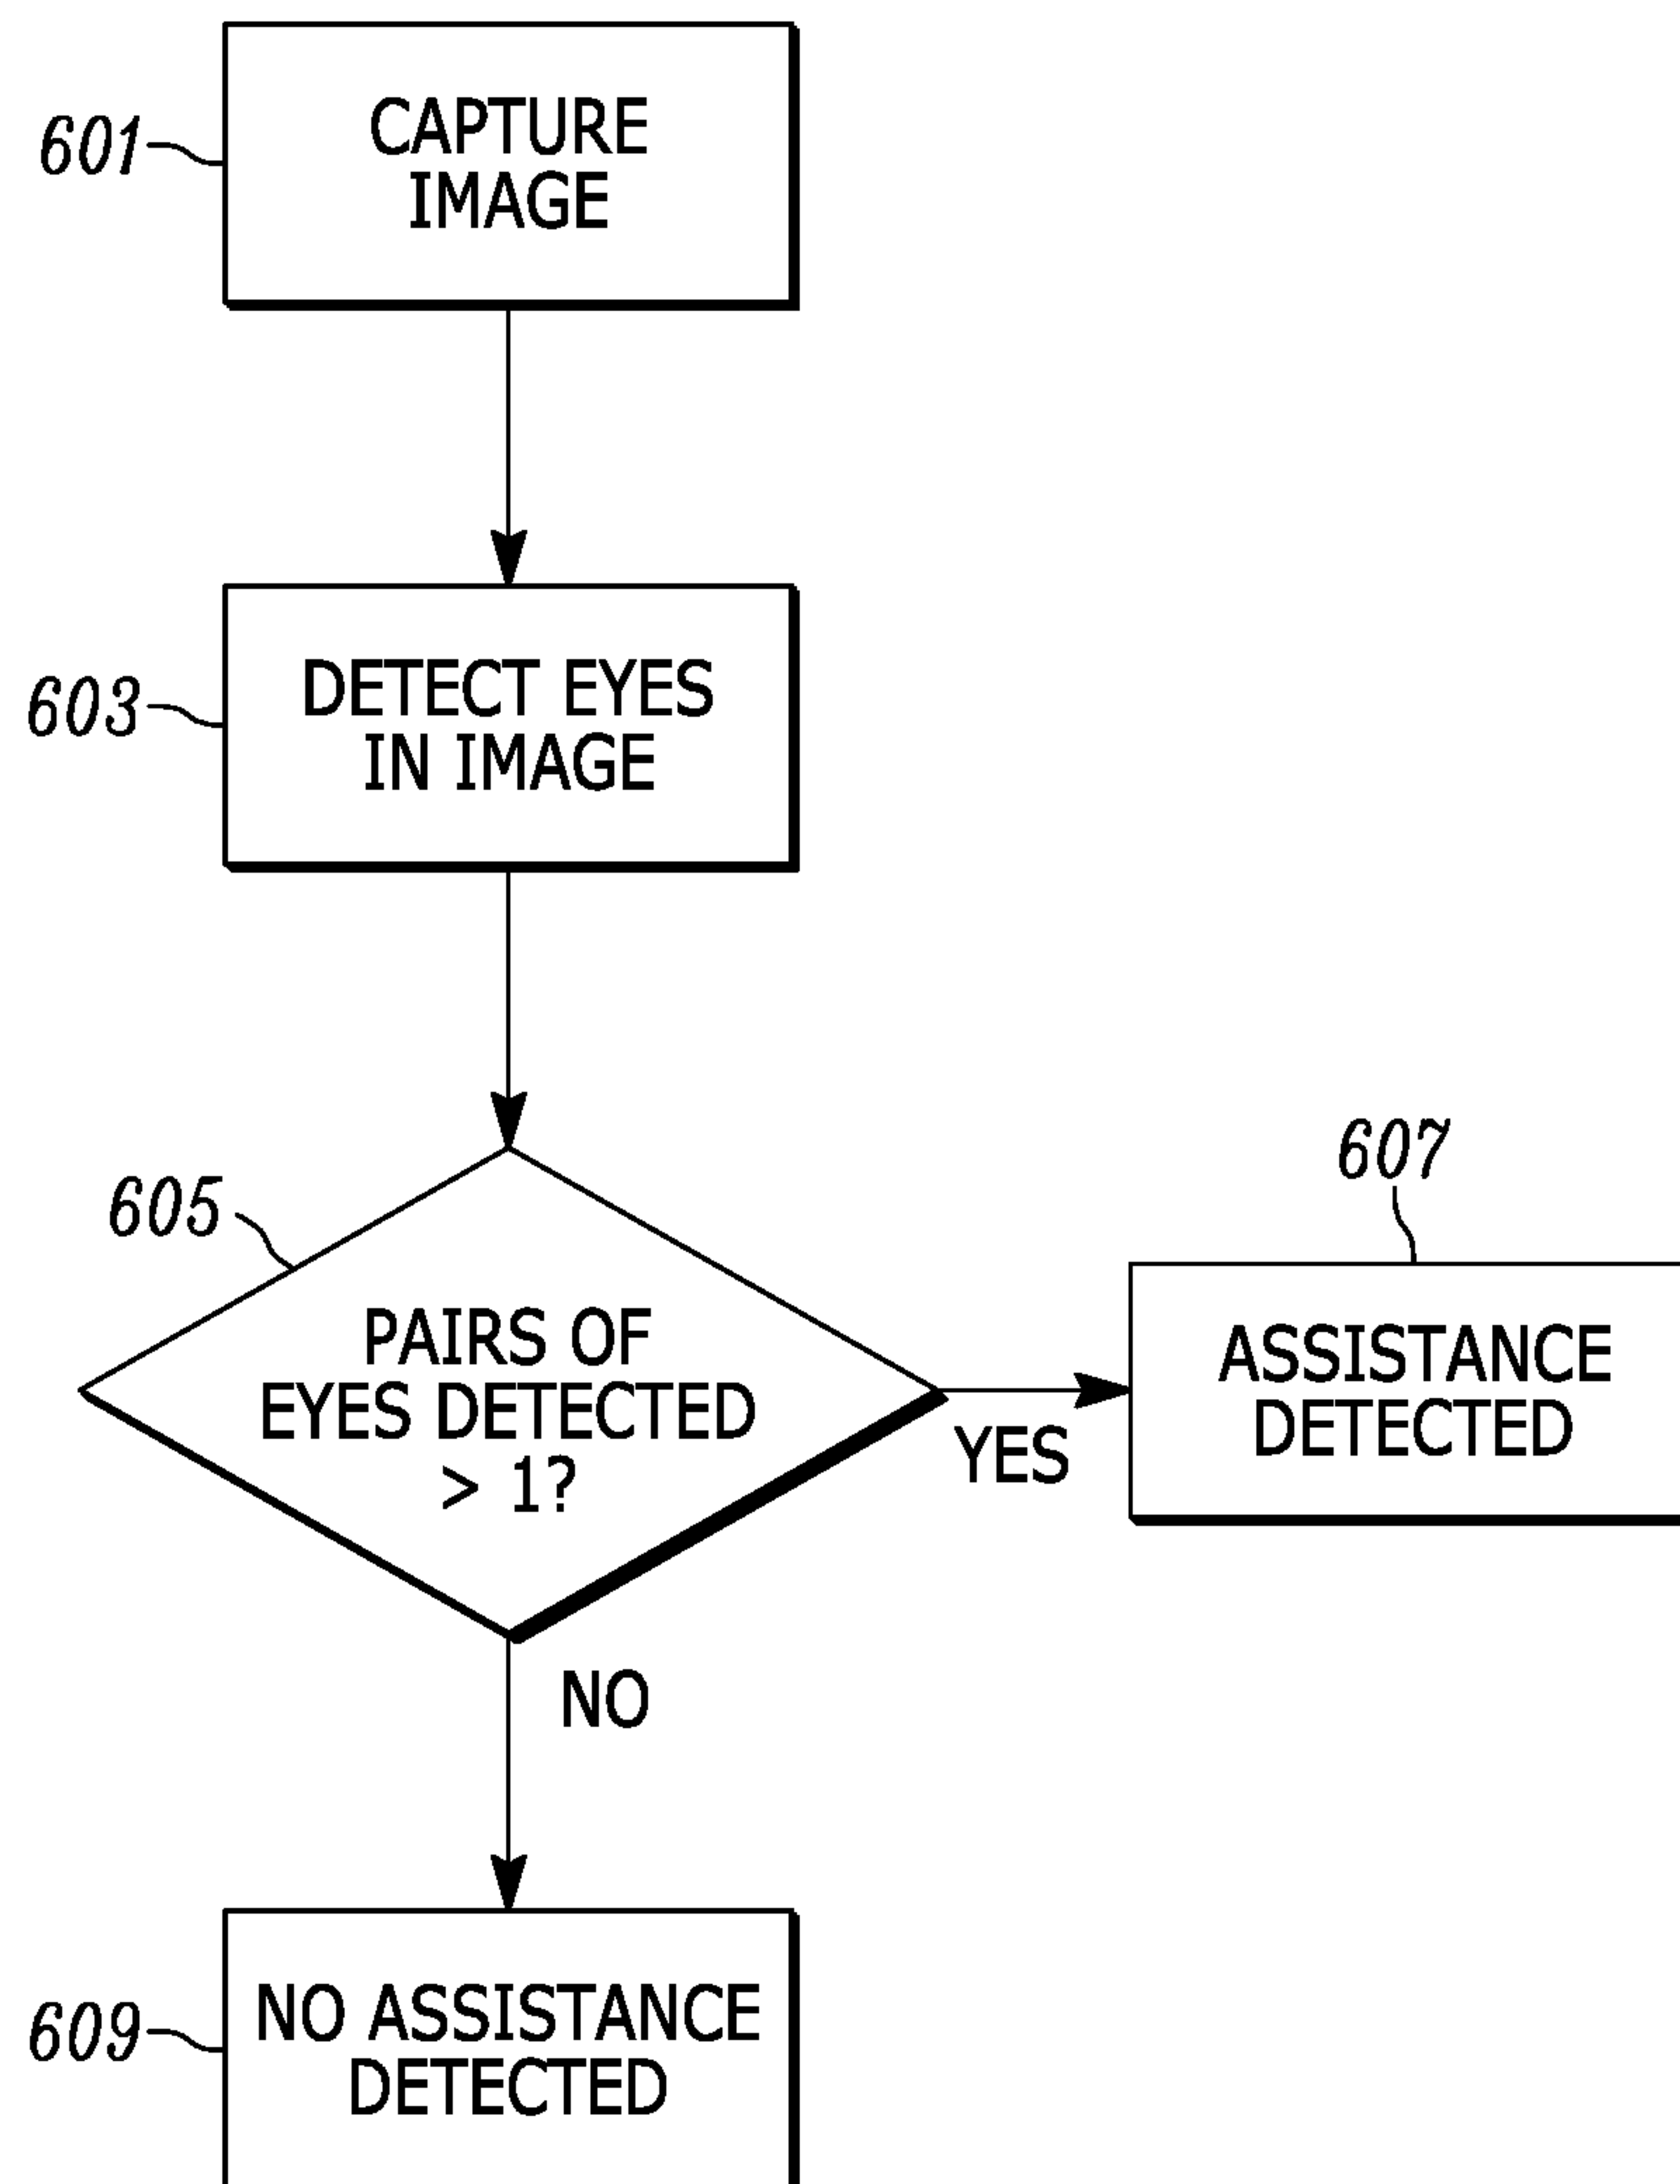 601
CAPTURE
IMAGE
603
DETECT EYES
IN IMAGE
605
PAIRS OF
EYES DETECTED
> 1?
YES
607
ASSISTANCE
DETECTED
NO
609
NO ASSISTANCE
DETECTED